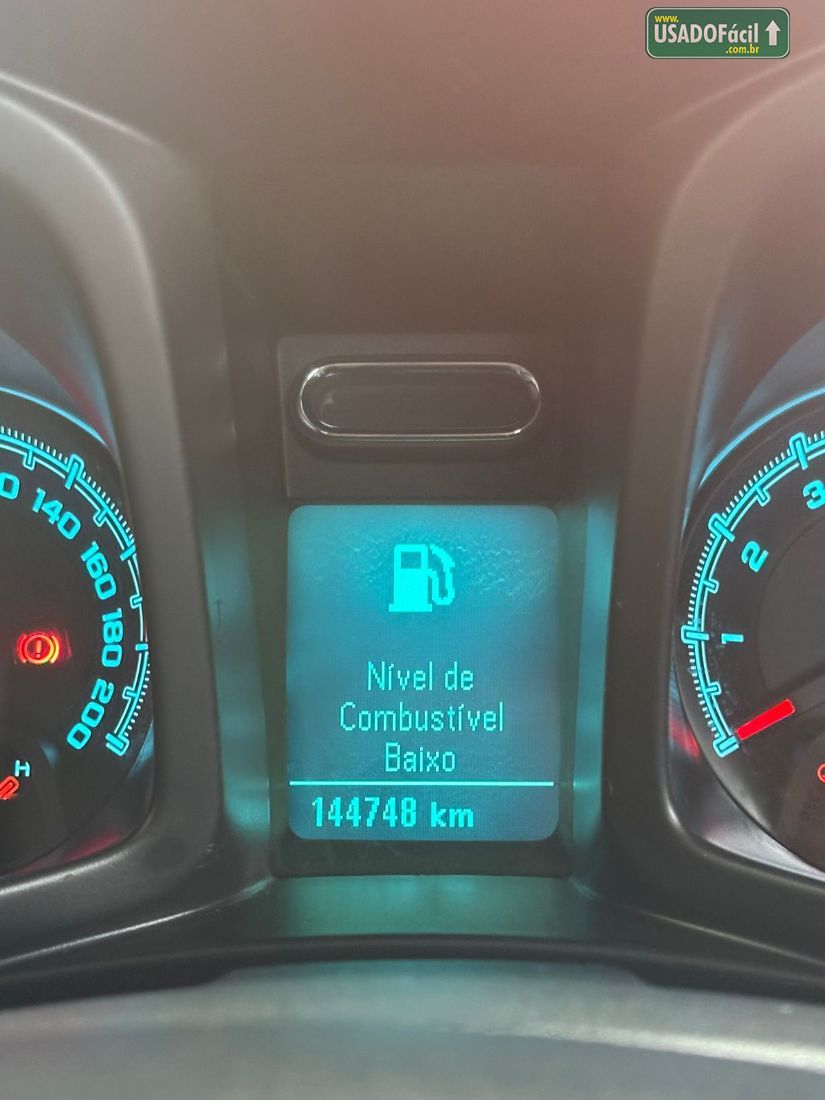 www.
USADOFácil
.com.br
140
160
180
200
H
Nível de
Combustível
Baixo
144748 km
1
2
3